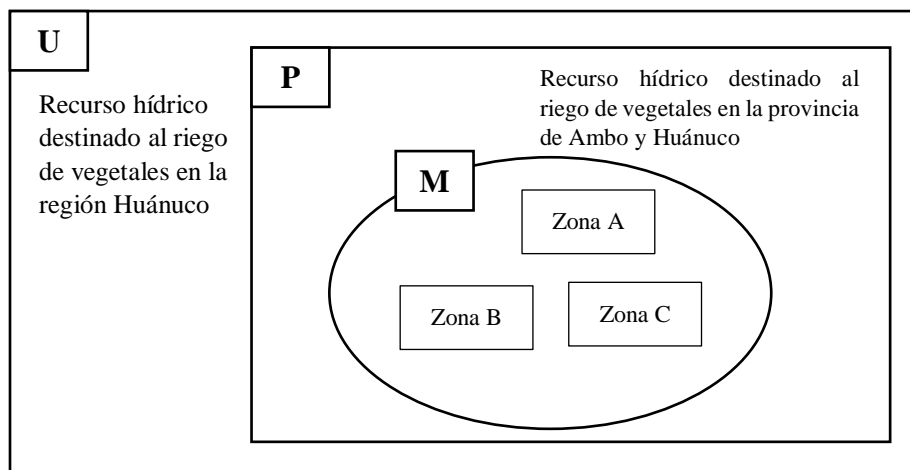 U
Recurso hídrico
destinado al riego
de vegetales en la
región Huánuco
P
Recurso hídrico destinado al
riego de vegetales en la provincia
de Ambo y Huánuco
M
Zona A
Zona B
Zona C